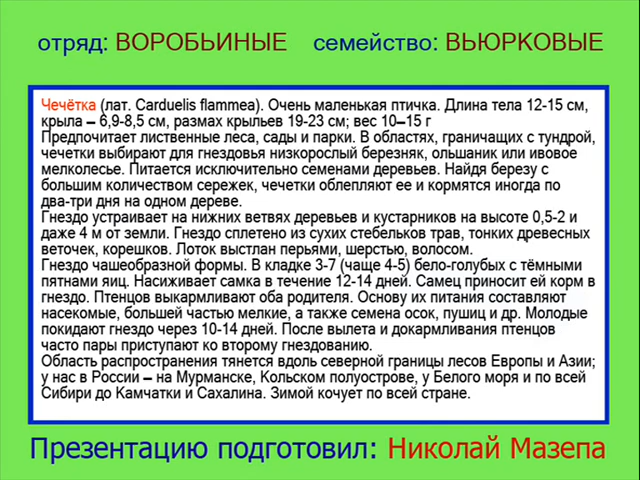 отряд: ВОРОБЬИНЫЕ семейство: ВЬЮРКОВЫЕ
Чечётка (лат. Carduelis flammea). Очень маленькая птичка. Длина тела 12-15 см,
крыла – 6,9-8,5 см, размах крыльев 19-23 см; вес 10–15 г
Предпочитает лиственные леса, сады и парки. В областях, граничащих с тундрой,
чечетки выбирают для гнездовья низкорослый березняк, ольшаник или ивовое
мелколесье. Питается исключительно семенами деревьев. Найдя березу с
большим количеством сережек, чечетки облепляют ее и кормятся иногда по
два-три дня на одном дереве.
Гнездо устраивает на нижних ветвях деревьев и кустарников на высоте 0,5-2 и
даже 4 м от земли. Гнездо сплетено из сухих стебельков трав, тонких древесных
веточек, корешков. Лоток выстлан перьями, шерстью, волосом.
Гнездо чашеобразной формы. В кладке 3-7 (чаще 4-5) бело-голубых с тёмными
пятнами яиц. Насиживает самка в течение 12-14 дней. Самец приносит ей корм в
гнездо. Птенцов выкармливают оба родителя. Основу их питания составляют
насекомые, большей частью мелкие, а также семена осок, пушиц и др. Молодые
покидают гнездо через 10-14 дней. После вылета и докармливания птенцов
часто пары приступают ко второму гнездованию.
Область распространения тянется вдоль северной границы лесов Европы и Азии;
у нас в России – на Мурманске, Кольском полуострове, у Белого моря и по всей
Сибири до Камчатки и Сахалина. Зимой кочует по всей стране.
Презентацию подготовил: Николай Мазепа